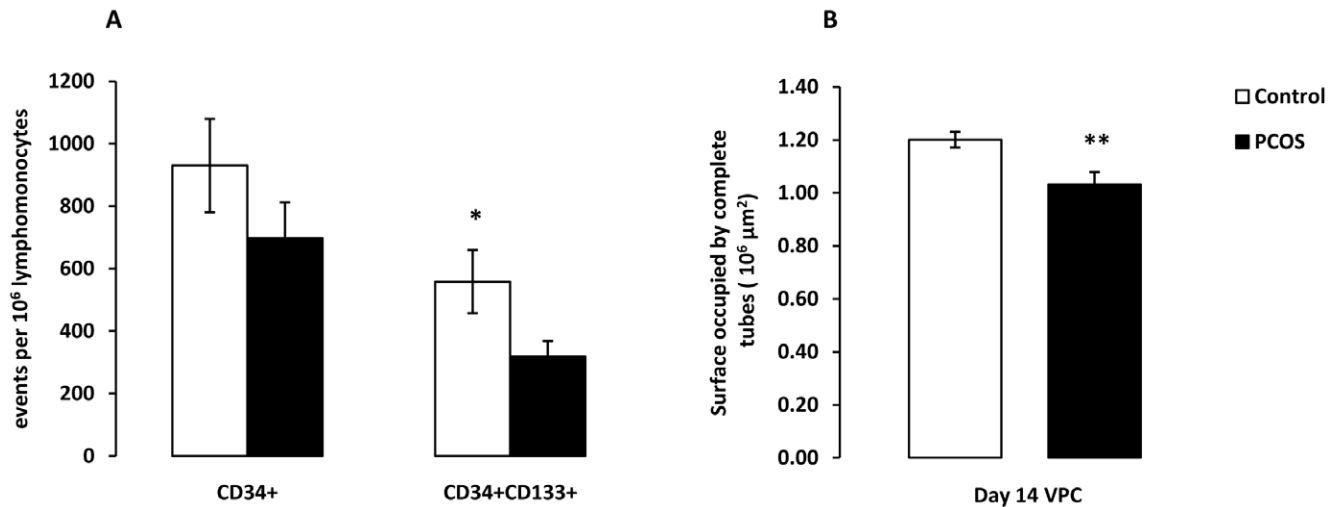 A
events per 10⁶ lymphomonocytes
1200
1000
800
600
400
200
0
*
CD34+
CD34+CD133+
B
Surface occupied by complete
tubes ( 10⁶ µm²)
1.40
1.20
1.00
0.80
0.60
0.40
0.20
0.00
**
Day 14 VPC
Control
PCOS